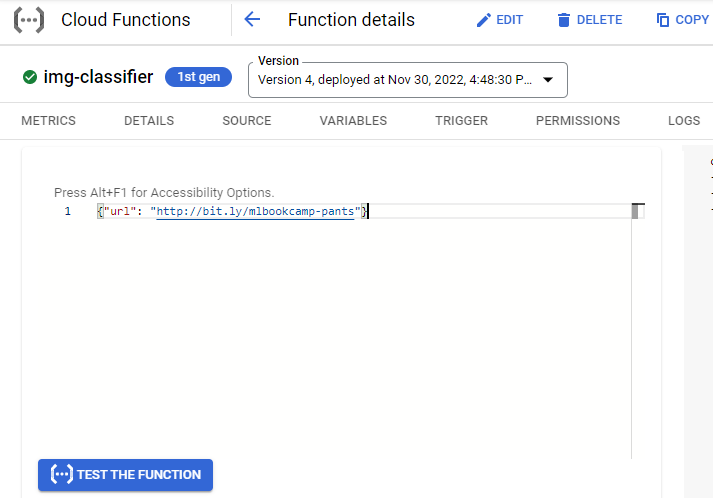 Cloud Functions
Function details
EDIT
DELETE
COPY
img-classifier
1st gen
Version
Version 4, deployed at Nov 30, 2022, 4:48:30 P...
METRICS DETAILS SOURCE VARIABLES TRIGGER PERMISSIONS LOGS
Press Alt+F1 for Accessibility Options.
1 {"url": "http://bit.ly/mlbookcamp-pants"}
TEST THE FUNCTION